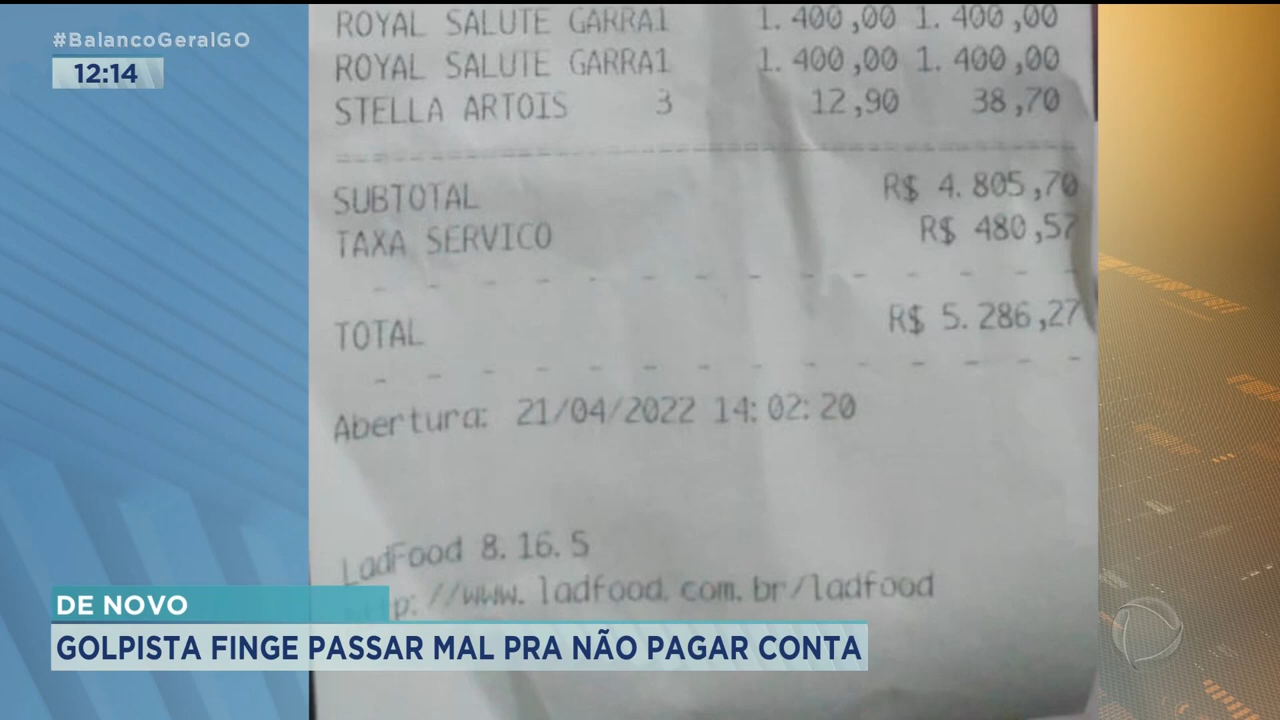 #BalancoGeralGO
12:14
ROYAL SALUTE GARRA1 1.400,00 1.400,00
ROYAL SALUTE GARRA1 1.400,00 1.400,00
STELLA ARTOIS 3 12,90 38,70
SUBTOTAL R$ 4.805,70
TAXA SERVICO R$ 480,57
TOTAL R$ 5.286,27
Abertura: 21/04/2022 14:02:20
LadFood 8.16.5
//www.ladfood.com.br/ladfood
DE NOVO
GOLPISTA FINGE PASSAR MAL PRA NÃO PAGAR CONTA